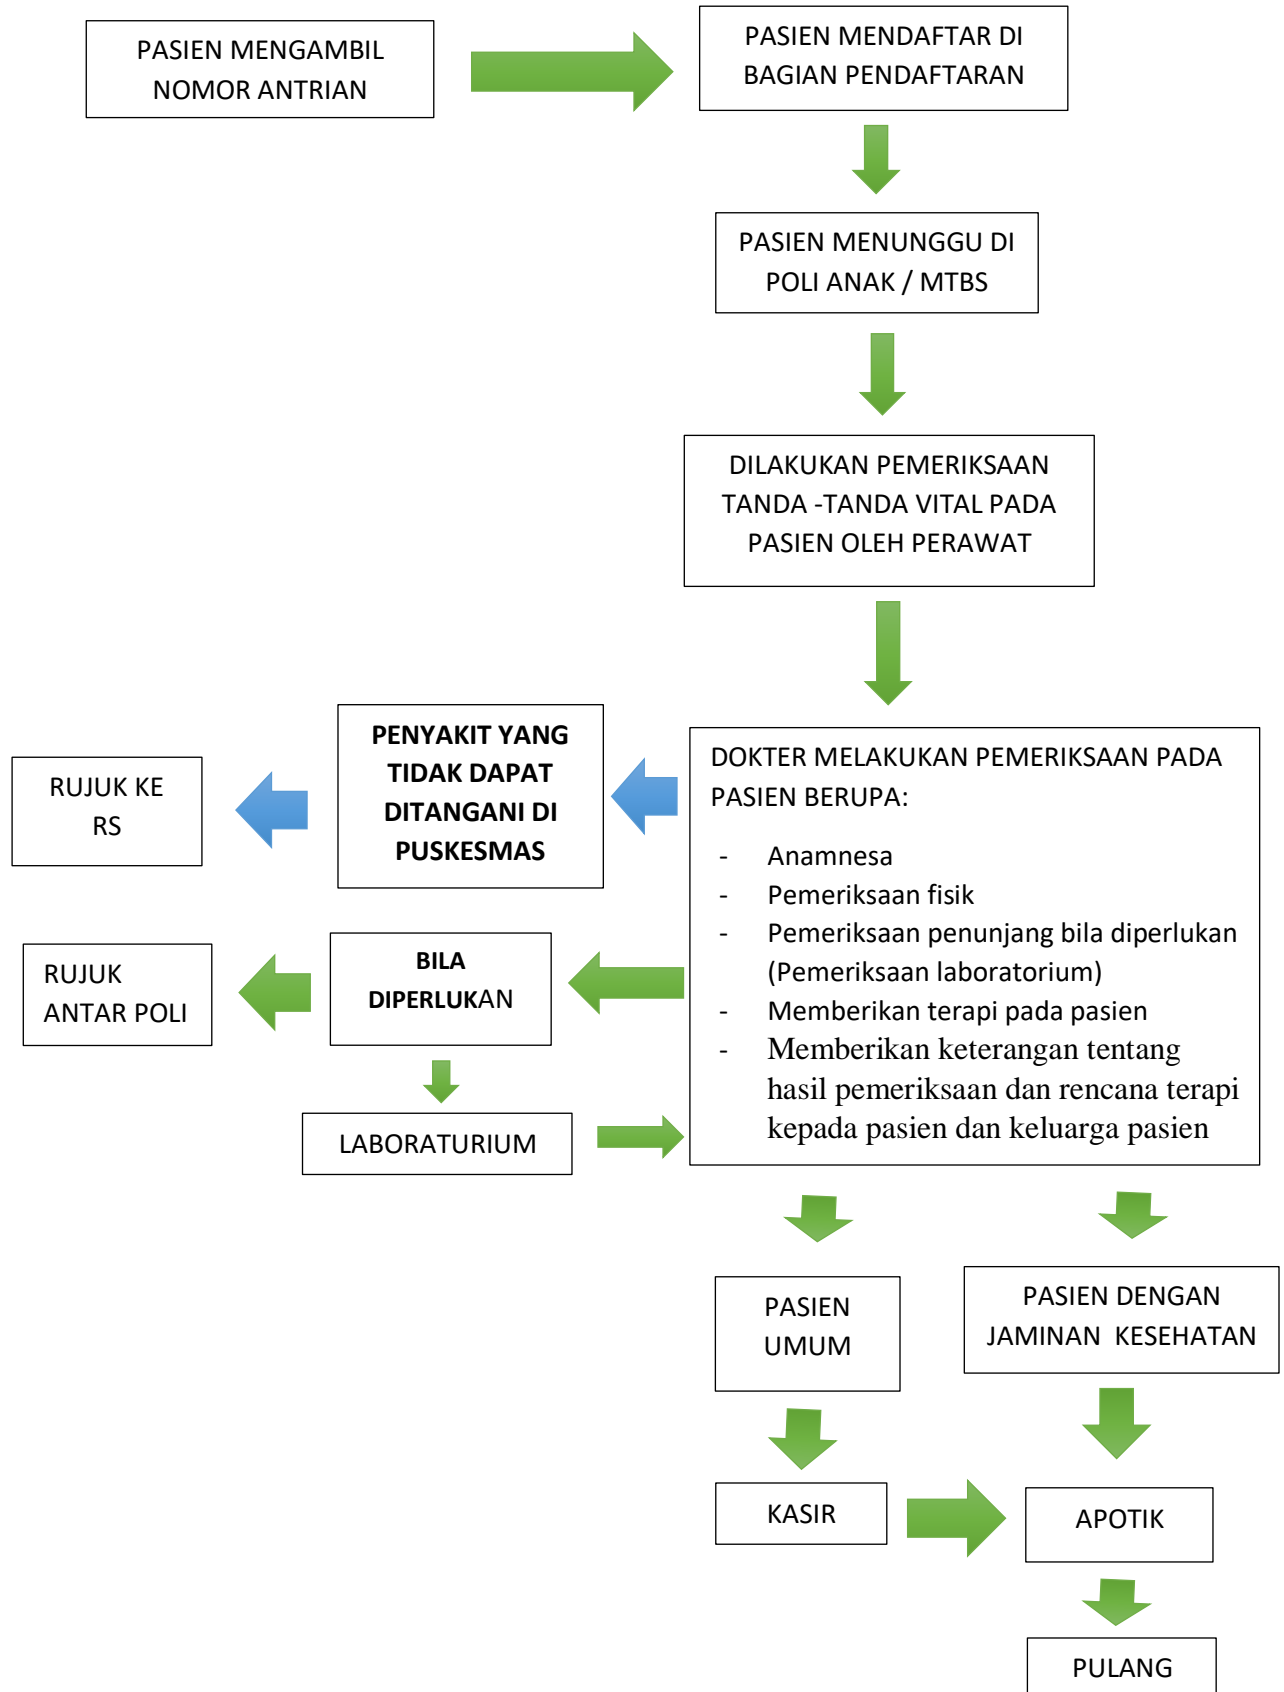 PASIEN MENGAMBIL
NOMOR ANTRIAN
PASIEN MENDAFTAR DI
BAGIAN PENDAFTARAN
PASIEN MENUNGGU DI
POLI ANAK / MTBS
DILAKUKAN PEMERIKSAAN
TANDA -TANDA VITAL PADA
PASIEN OLEH PERAWAT
DOKTER MELAKUKAN PEMERIKSAAN PADA
PASIEN BERUPA:
- Anamnesa
- Pemeriksaan fisik
- Pemeriksaan penunjang bila diperlukan
(Pemeriksaan laboratorium)
- Memberikan terapi pada pasien
- Memberikan keterangan tentang
hasil pemeriksaan dan rencana terapi
kepada pasien dan keluarga pasien
PENYAKIT YANG
TIDAK DAPAT
DITANGANI DI
PUSKESMAS
RUJUK KE
RS
BILA
DIPERLUKAN
RUJUK
ANTAR POLI
LABORATURIUM
PASIEN
UMUM
PASIEN DENGAN
JAMINAN  KESEHATAN
KASIR
APOTIK
PULANG